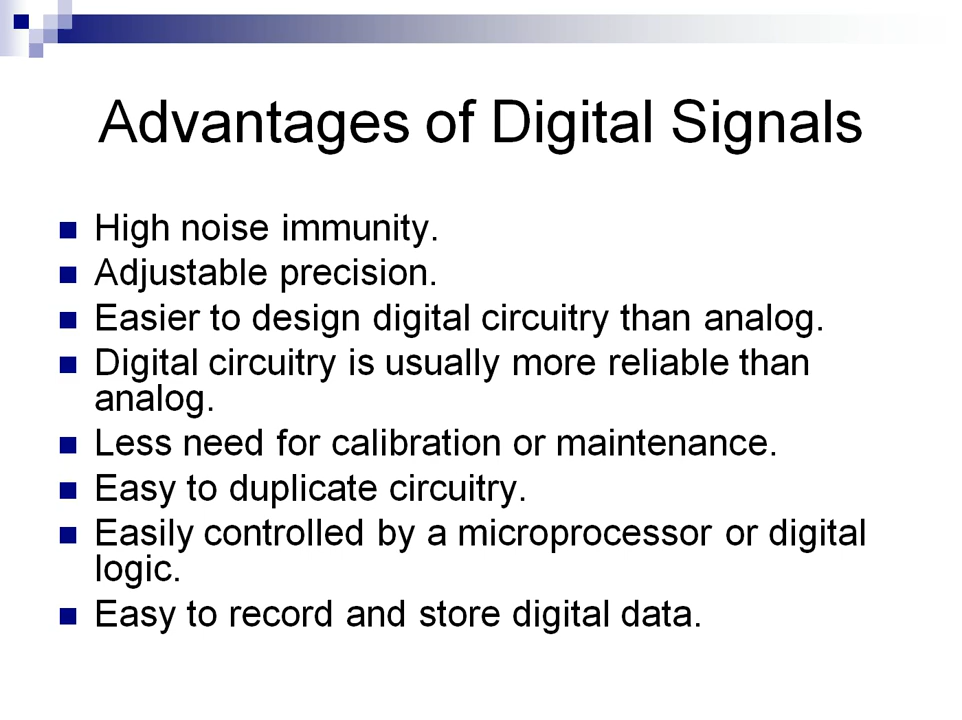 Advantages of Digital Signals
High noise immunity.
Adjustable precision.
Easier to design digital circuitry than analog.
Digital circuitry is usually more reliable than
analog.
Less need for calibration or maintenance.
Easy to duplicate circuitry.
Easily controlled by a microprocessor or digital
logic.
Easy to record and store digital data.